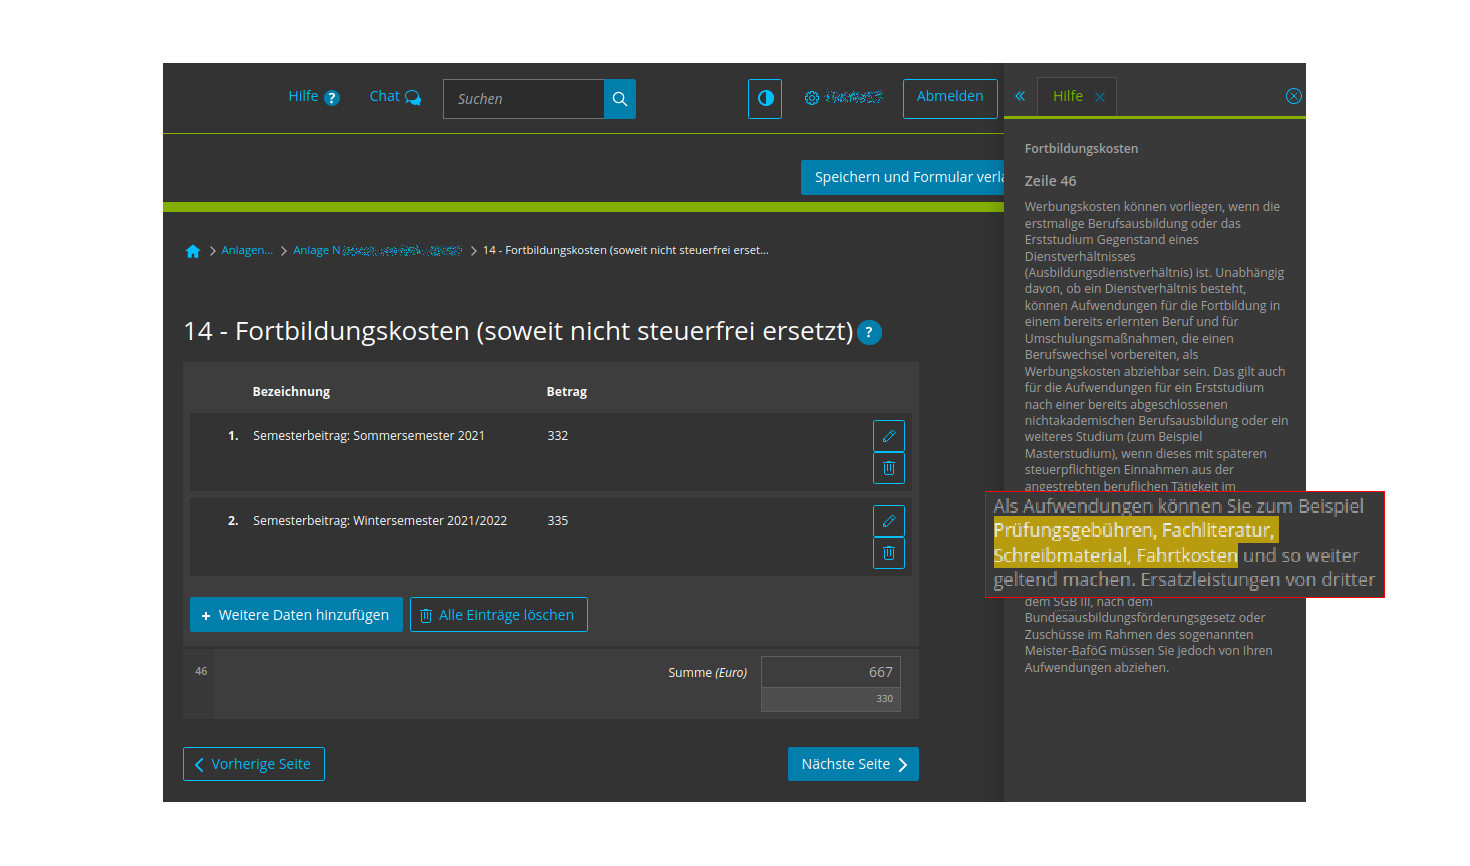 Hilfe ?
Chat
Suchen
Abmelden
Speichern und Formular verla
Anlagen... > Anlage N > 14 - Fortbildungskosten (soweit nicht steuerfrei erset...
14 - Fortbildungskosten (soweit nicht steuerfrei ersetzt) ?
Bezeichnung Betrag
1. Semesterbeitrag: Sommersemester 2021 332
2. Semesterbeitrag: Wintersemester 2021/2022 335
+ Weitere Daten hinzufügen
Alle Einträge löschen
46 Summe (Euro) 667
330
Vorherige Seite
Nächste Seite
« Hilfe ×
Fortbildungskosten
Zeile 46
Werbungskosten können vorliegen, wenn die
erstmalige Berufsausbildung oder das
Erststudium Gegenstand eines
Dienstverhältnisses
(Ausbildungsdienstverhältnis) ist. Unabhängig
davon, ob ein Dienstverhältnis besteht,
können Aufwendungen für die Fortbildung in
einem bereits erlernten Beruf und für
Umschulungsmaßnahmen, die einen
Berufswechsel vorbereiten, als
Werbungskosten abziehbar sein. Das gilt auch
für die Aufwendungen für ein Erststudium
nach einer bereits abgeschlossenen
nichtakademischen Berufsausbildung oder ein
weiteres Studium (zum Beispiel
Masterstudium), wenn dieses mit späteren
steuerpflichtigen Einnahmen aus der
angestrebten beruflichen Tätigkeit im
Als Aufwendungen können Sie zum Beispiel
Prüfungsgebühren, Fachliteratur,
Schreibmaterial, Fahrtkosten und so weiter
geltend machen. Ersatzleistungen von dritter
dem SGB III, nach dem
Bundesausbildungsförderungsgesetz oder
Zuschüsse im Rahmen des sogenannten
Meister-BaföG müssen Sie jedoch von Ihren
Aufwendungen abziehen.